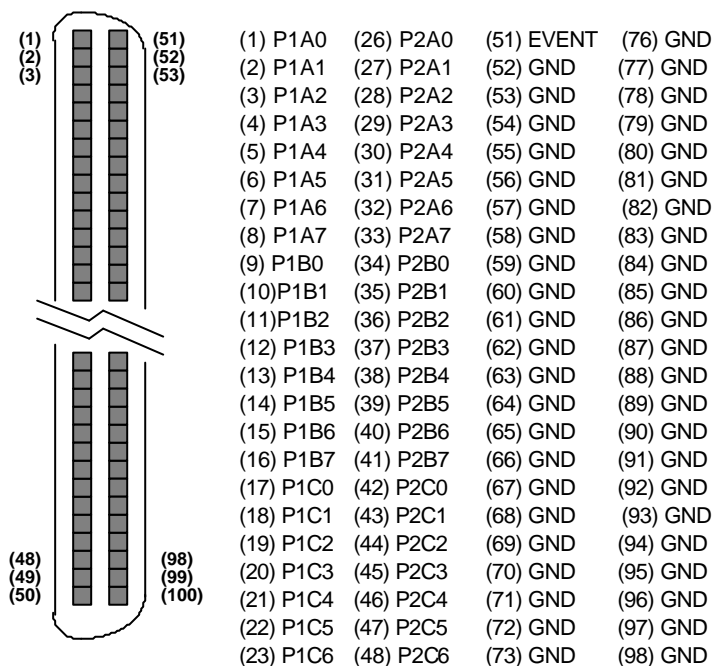 (1) (51)
(2) (52)
(3) (53)
(48) (98)
(49) (99)
(50) (100)
(1) P1A0 (26) P2A0 (51) EVENT (76) GND
(2) P1A1 (27) P2A1 (52) GND (77) GND
(3) P1A2 (28) P2A2 (53) GND (78) GND
(4) P1A3 (29) P2A3 (54) GND (79) GND
(5) P1A4 (30) P2A4 (55) GND (80) GND
(6) P1A5 (31) P2A5 (56) GND (81) GND
(7) P1A6 (32) P2A6 (57) GND (82) GND
(8) P1A7 (33) P2A7 (58) GND (83) GND
(9) P1B0 (34) P2B0 (59) GND (84) GND
(10)P1B1 (35) P2B1 (60) GND (85) GND
(11)P1B2 (36) P2B2 (61) GND (86) GND
(12) P1B3 (37) P2B3 (62) GND (87) GND
(13) P1B4 (38) P2B4 (63) GND (88) GND
(14) P1B5 (39) P2B5 (64) GND (89) GND
(15) P1B6 (40) P2B6 (65) GND (90) GND
(16) P1B7 (41) P2B7 (66) GND (91) GND
(17) P1C0 (42) P2C0 (67) GND (92) GND
(18) P1C1 (43) P2C1 (68) GND (93) GND
(19) P1C2 (44) P2C2 (69) GND (94) GND
(20) P1C3 (45) P2C3 (70) GND (95) GND
(21) P1C4 (46) P2C4 (71) GND (96) GND
(22) P1C5 (47) P2C5 (72) GND (97) GND
(23) P1C6 (48) P2C6 (73) GND (98) GND